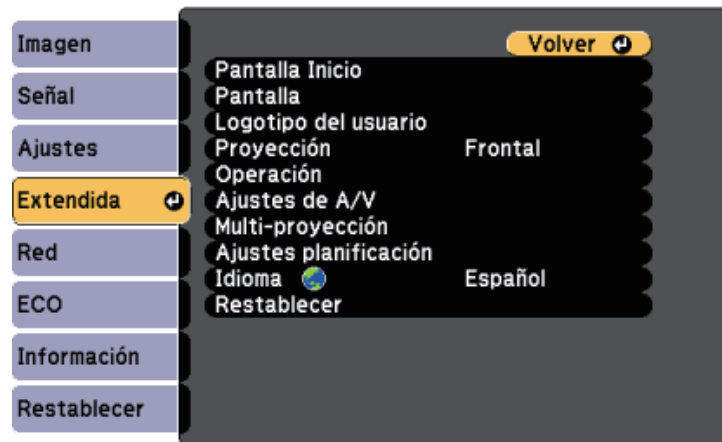 Imagen
Señal
Ajustes
Extendida
Red
ECO
Información
Restablecer
Volver
Pantalla Inicio
Pantalla
Logotipo del usuario
Proyección Frontal
Operación
Ajustes de A/V
Multi-proyección
Ajustes planificación
Idioma Español
Restablecer